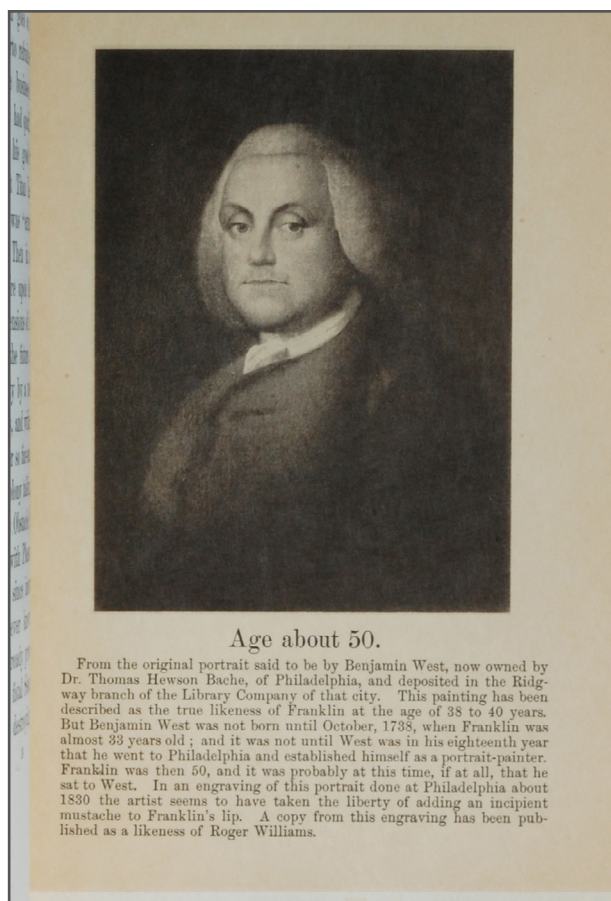 Age about 50.
From the original portrait said to be by Benjamin West, now owned by
Dr. Thomas Hewson Bache, of Philadelphia, and deposited in the Ridg-
way branch of the Library Company of that city. This painting has been
described as the true likeness of Franklin at the age of 38 to 40 years.
But Benjamin West was not born until October, 1738, when Franklin was
almost 33 years old ; and it was not until West was in his eighteenth year
that he went to Philadelphia and established himself as a portrait-painter.
Franklin was then 50, and it was probably at this time, if at all, that he
sat to West. In an engraving of this portrait done at Philadelphia about
1830 the artist seems to have taken the liberty of adding an incipient
mustache to Franklin's lip. A copy from this engraving has been pub-
lished as a likeness of Roger Williams.